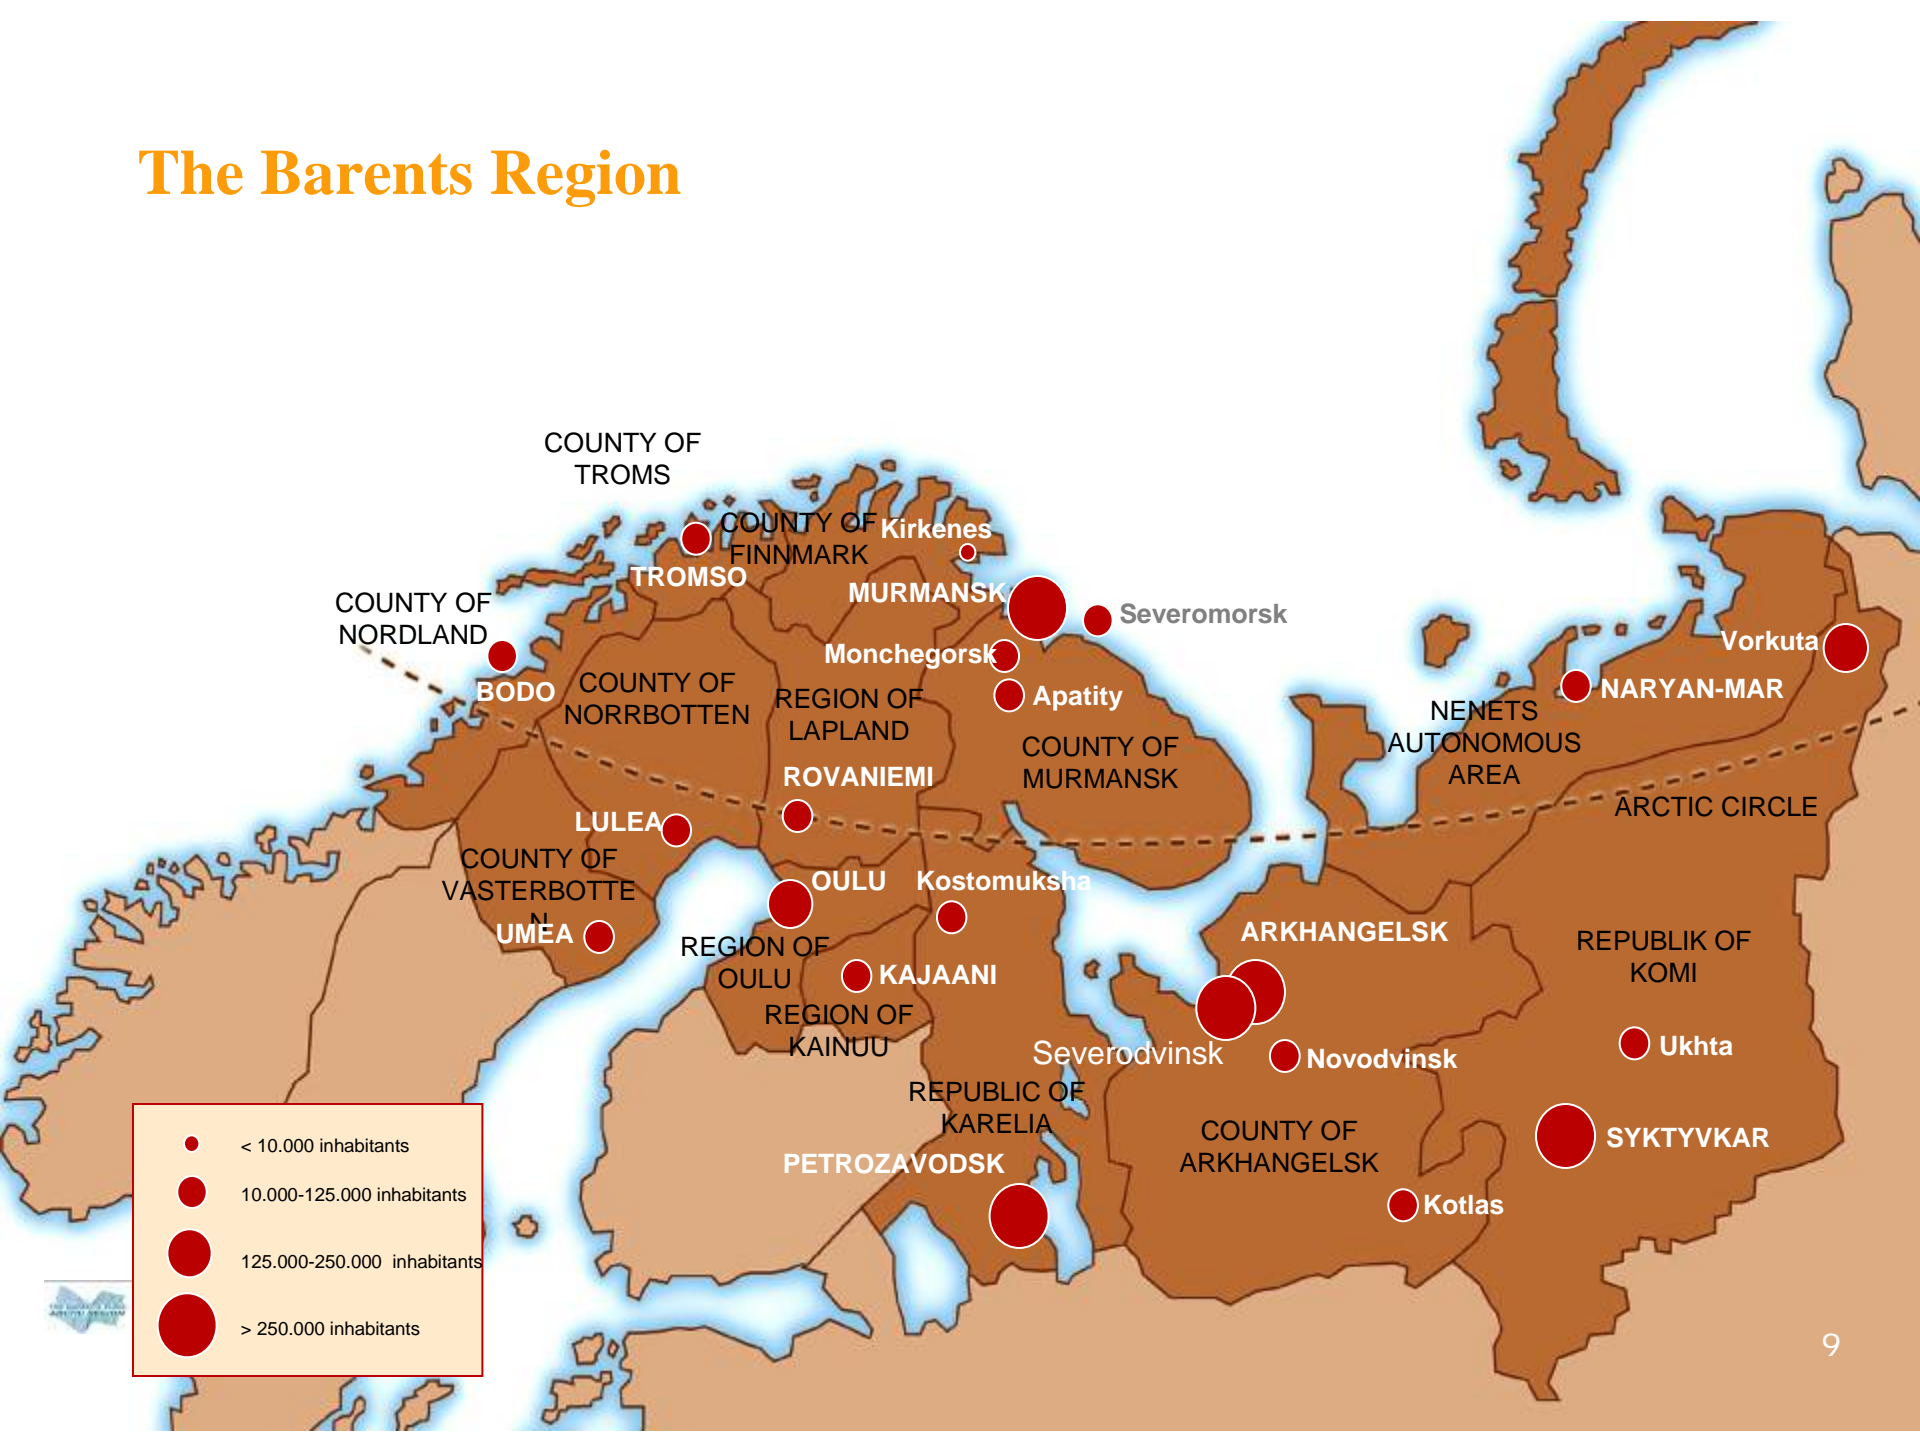 The Barents Region
COUNTY OF
TROMS
COUNTY OF
FINNMARK
Kirkenes
TROMSO
MURMANSK
COUNTY OF
NORDLAND
Severomorsk
Monchegorsk
Vorkuta
BODO
COUNTY OF
NORRBOTTEN
REGION OF
LAPLAND
Apatity
NARYAN-MAR
NENETS
AUTONOMOUS
AREA
COUNTY OF
MURMANSK
ROVANIEMI
ARCTIC CIRCLE
LULEA
COUNTY OF
VASTERBOTTE
N
OULU
Kostomuksha
UMEA
ARKHANGELSK
REPUBLIK OF
KOMI
REGION OF
OULU
KAJAANI
REGION OF
KAINUU
Severodvinsk
Novodvinsk
Ukhta
REPUBLIC OF
KARELIA
COUNTY OF
ARKHANGELSK
SYKTYVKAR
PETROZAVODSK
Kotlas
< 10.000 inhabitants
10.000-125.000 inhabitants
125.000-250.000 inhabitants
> 250.000 inhabitants
9